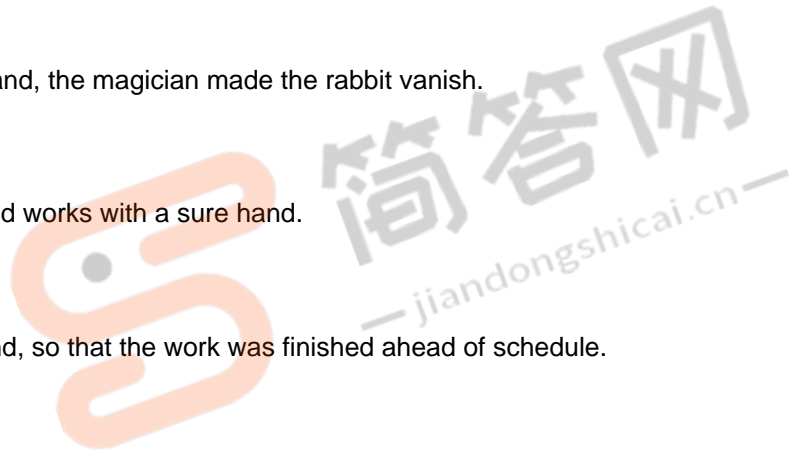 and, the magician made the rabbit vanish.
简答网
d works with a sure hand.
jiandongshicai.cn
d, so that the work was finished ahead of schedule.